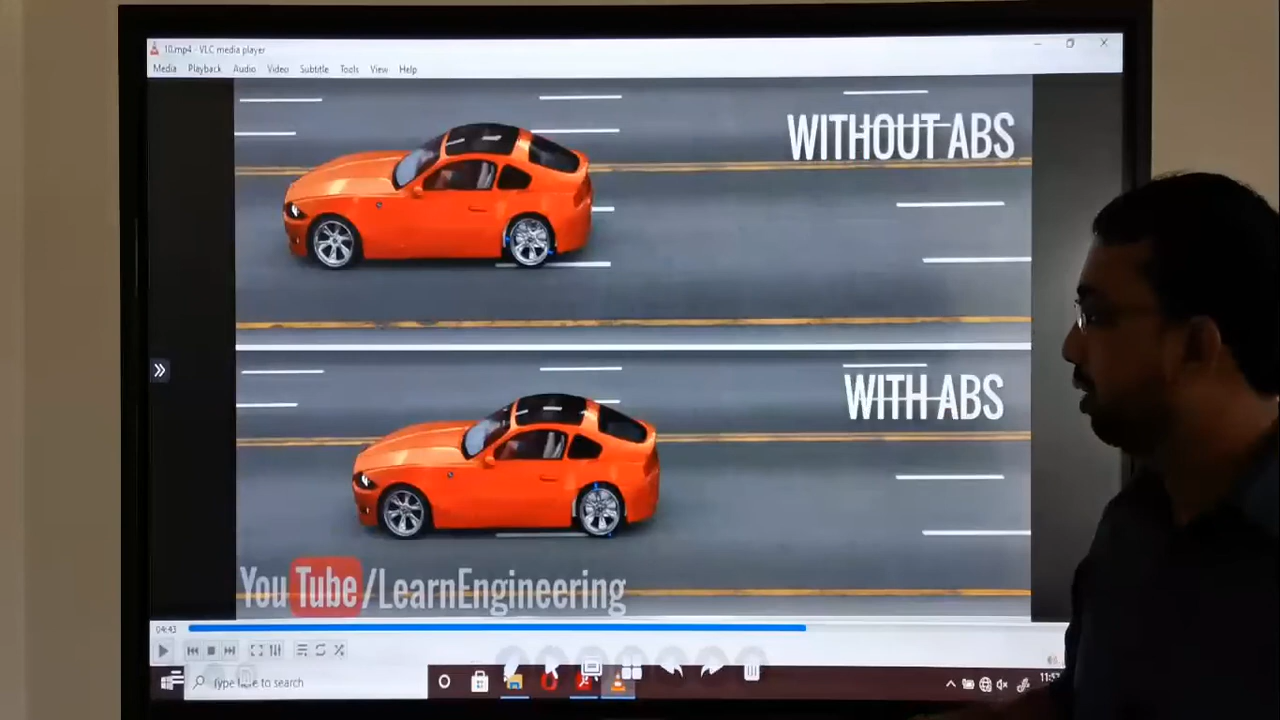 10.mp4 - VLC media player
Media Playback Audio Video Subtitle Tools View Help
WITHOUT ABS
WITH ABS
YouTube/LearnEngineering
04:43
Type here to search